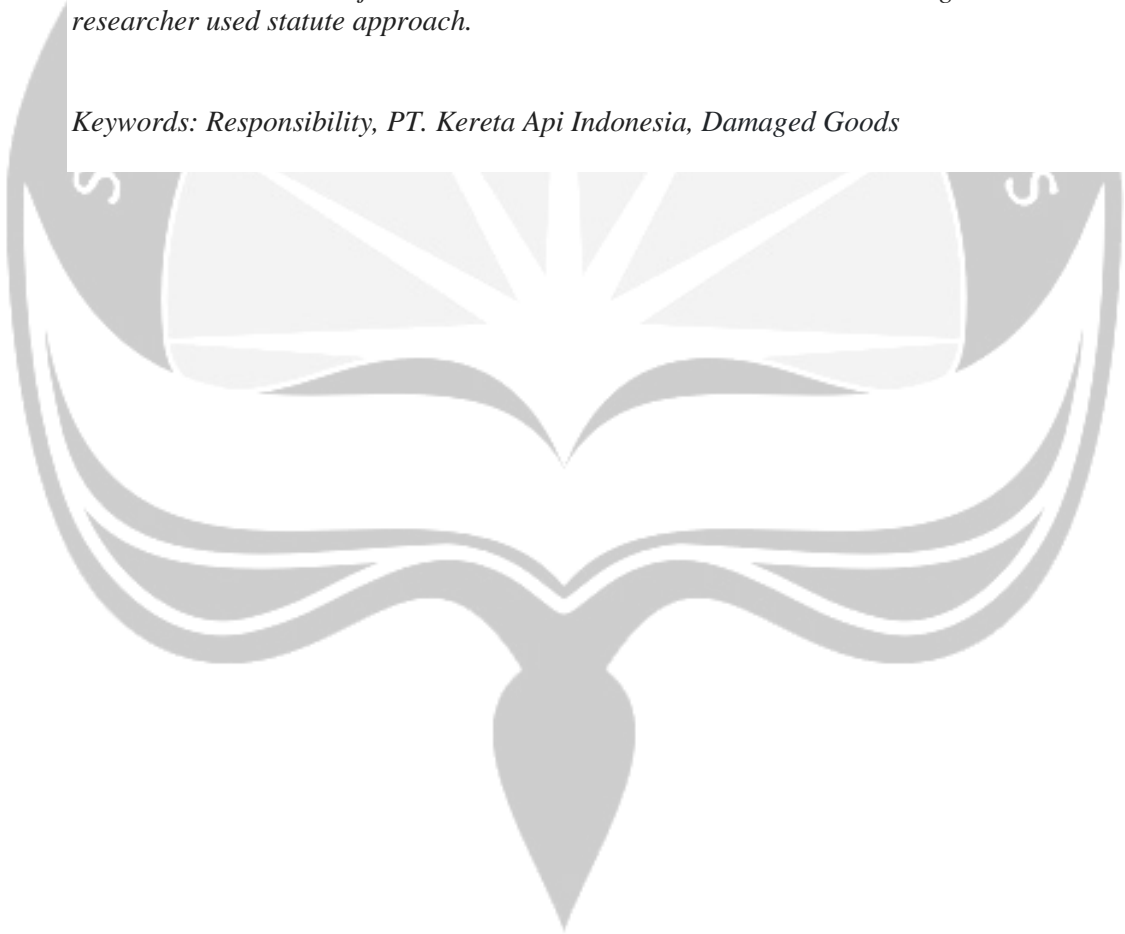 researcher used statute approach.
Keywords: Responsibility, PT. Kereta Api Indonesia, Damaged Goods
S
S